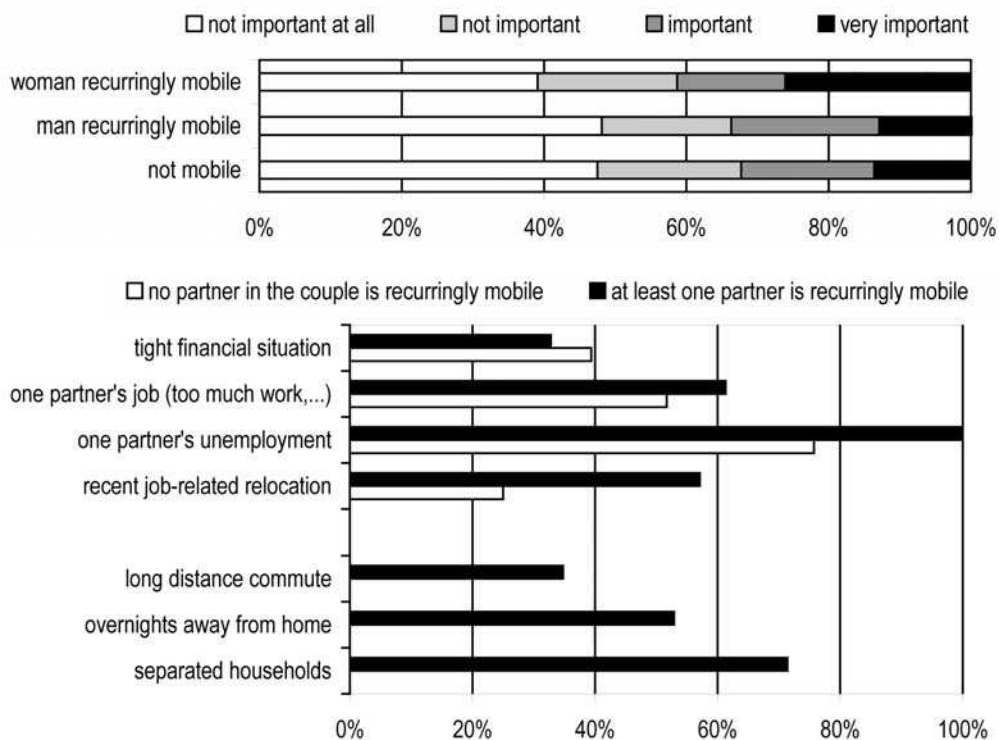 not important at all not important important very important
woman recurringly mobile
man recurringly mobile
not mobile
0% 20% 40% 60% 80% 100%
no partner in the couple is recurringly mobile at least one partner is recurringly mobile
tight financial situation
one partner's job (too much work,...)
one partner's unemployment
recent job-related relocation
long distance commute
overnights away from home
separated households
0% 20% 40% 60% 80% 100%